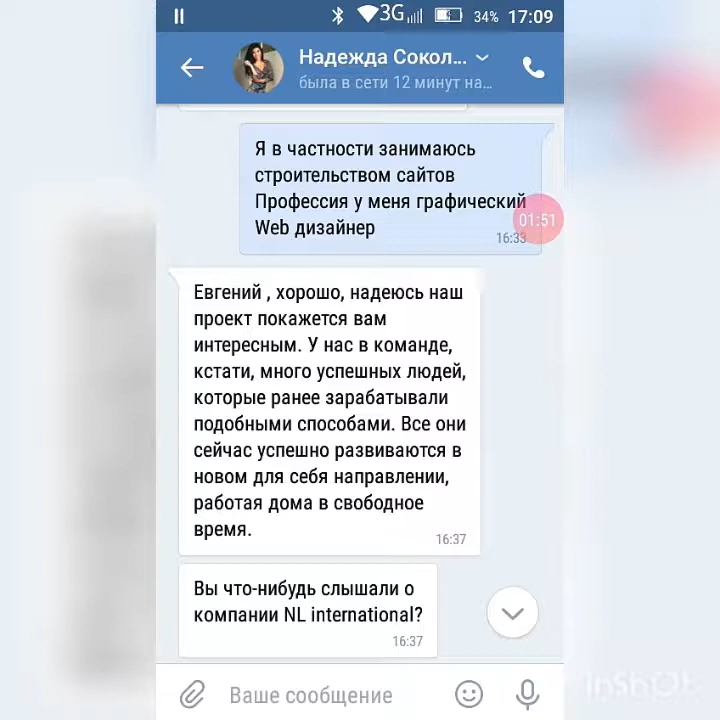 3G 34% 17:09
Надежда Сокол...
была в сети 12 минут на...
Я в частности занимаюсь
строительством сайтов
Профессия у меня графический
Web дизайнер
01:51
16:33
Евгений , хорошо, надеюсь наш
проект покажется вам
интересным. У нас в команде,
кстати, много успешных людей,
которые ранее зарабатывали
подобными способами. Все они
сейчас успешно развиваются в
новом для себя направлении,
работая дома в свободное
время.
16:37
Вы что-нибудь слышали о
компании NL international?
16:37
Ваше сообщение
InShOt